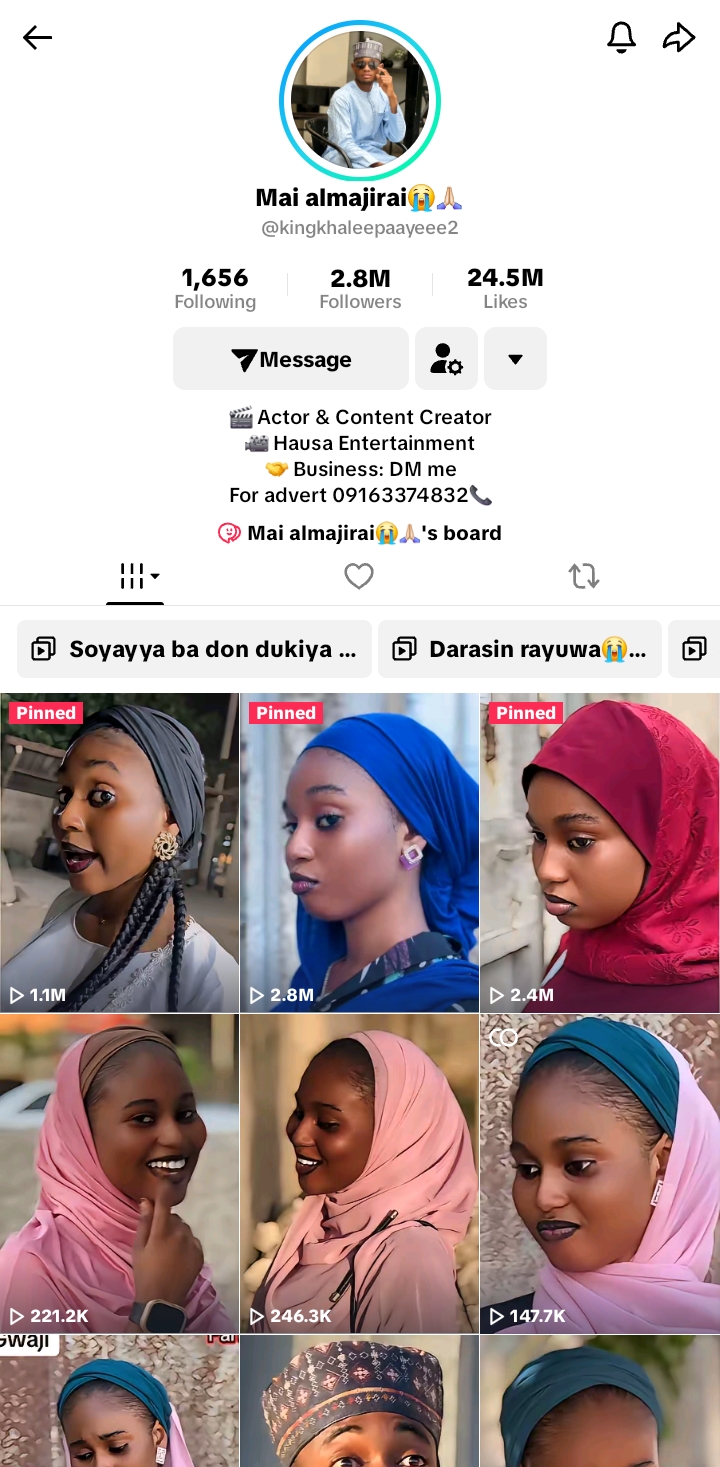 Mai almajirai😭🙏🏼
@kingkhaleepaayeee2
1,656
Following
2.8M
Followers
24.5M
Likes
Message
🎬 Actor & Content Creator
🎥 Hausa Entertainment
🤝 Business: DM me
For advert 09163374832📞
Mai almajirai😭🙏🏼's board
Soyayya ba don dukiya ...
Darasin rayuwa😭...
Pinned
Pinned
Pinned
1.1M
2.8M
2.4M
221.2K
246.3K
147.7K